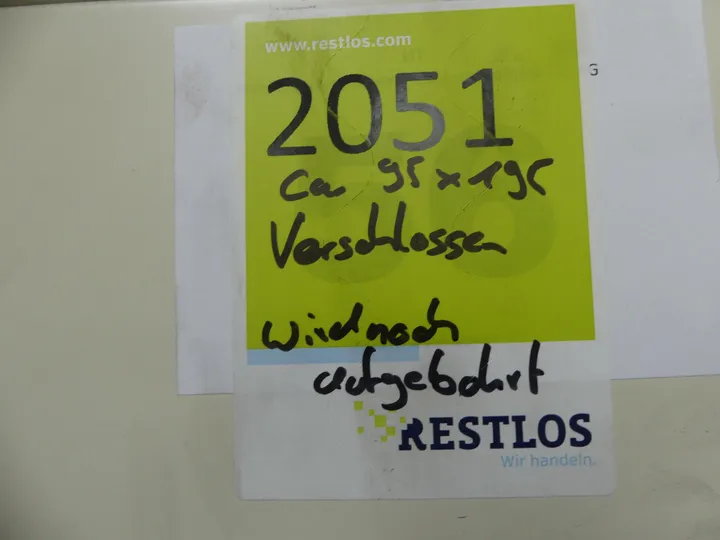 www.restlos.com
G
2051
ca 95 x 195
Verschlossen
wird noch
aufgebohrt
RESTLOS
Wir handeln.